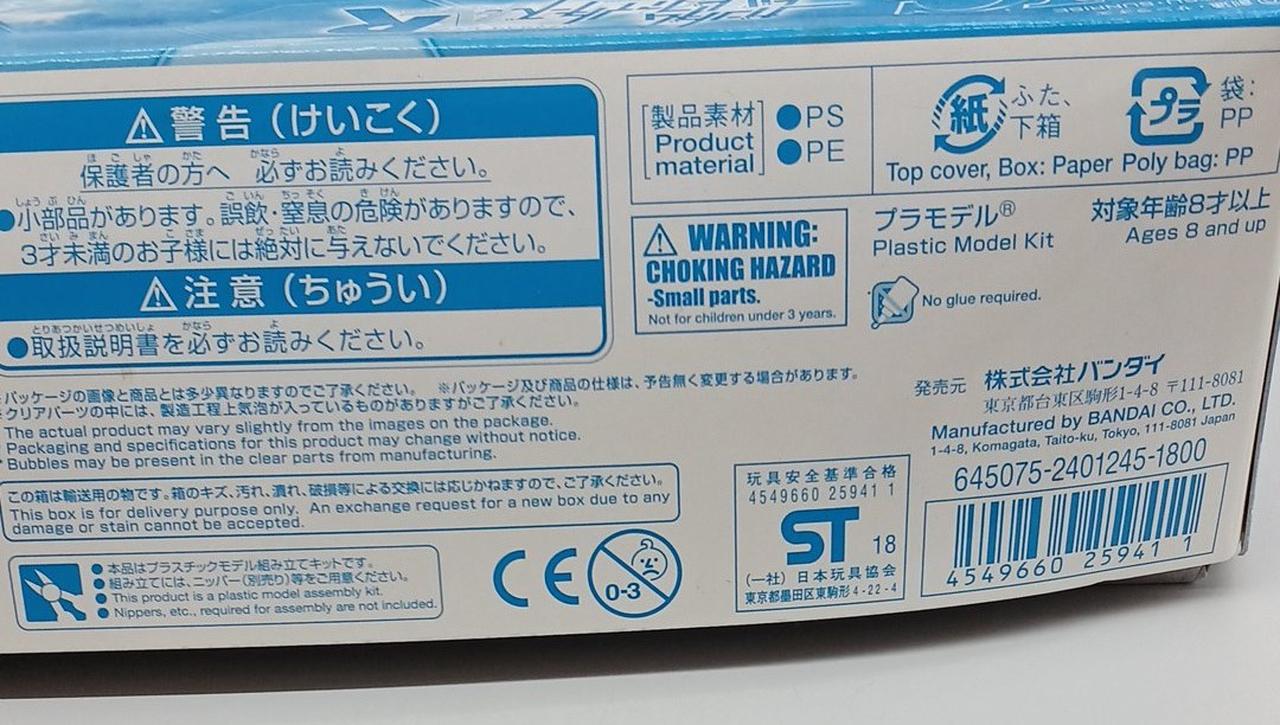 警告（けいこく）
保護者の方へ 必ずお読みください。
●小部品があります。誤飲・窒息の危険がありますので、
3才未満のお子様には絶対に与えないでください。
注意（ちゅうい）
●取扱説明書を必ずお読みください。
[製品素材 Product material]
●PS
●PE
紙 ふた、下箱
プラ 袋：PP
Top cover, Box: Paper Poly bag: PP
WARNING:
CHOKING HAZARD
-Small parts.
Not for children under 3 years.
プラモデル®
Plastic Model Kit
対象年齢8才以上
Ages 8 and up
No glue required.
※パッケージの画像と商品とは多少異なりますのでご了承ください。 ※パッケージ及び商品の仕様は、予告無く変更する場合があります。
※クリアパーツの中には、製造工程上気泡が入っているものがありますがご了承ください。
The actual product may vary slightly from the images on the package.
Packaging and specifications for this product may change without notice.
* Bubbles may be present in the clear parts from manufacturing.
この箱は輸送用の物です。箱のキズ、汚れ、潰れ、破損等による交換には応じかねますので、ご了承ください。
This box is for delivery purpose only. An exchange request for a new box due to any
damage or stain cannot be accepted.
● 本品はプラスチックモデル組み立てキットです。
● 組み立てには、ニッパー（別売り）等をご用意ください。
● This product is a plastic model assembly kit.
● Nippers, etc., required for assembly are not included.
CE
0-3
玩具安全基準合格
4549660 25941 1
ST 18
（一社）日本玩具協会
東京都墨田区東駒形4-22-4
発売元 株式会社バンダイ
東京都台東区駒形1-4-8 〒111-8081
Manufactured by BANDAI CO., LTD.
1-4-8, Komagata, Taito-ku, Tokyo, 111-8081 Japan
645075-2401245-1800
4549660 25941 1